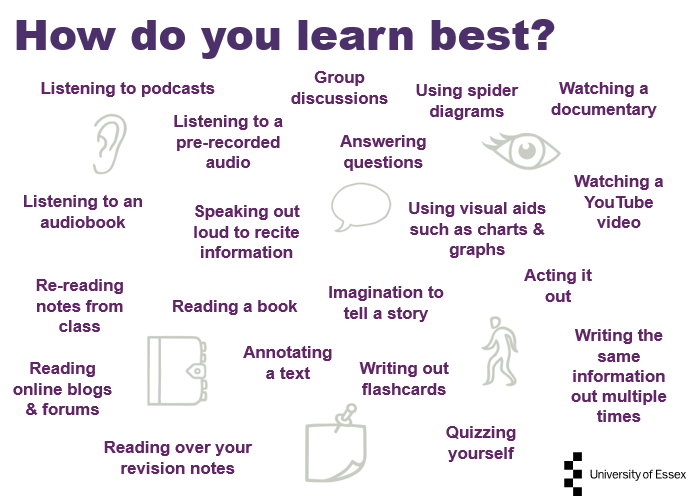 How do you learn best?
Listening to podcasts
Group
discussions
Using spider
diagrams
Watching a
documentary
Listening to a
pre-recorded
audio
Answering
questions
Watching a
YouTube
video
Listening to an
audiobook
Speaking out
loud to recite
information
Using visual aids
such as charts &
graphs
Acting it
out
Re-reading
notes from
class
Reading a book
Imagination to
tell a story
Writing the
same
information
out multiple
times
Annotating
a text
Writing out
flashcards
Reading
online blogs
& forums
Quizzing
yourself
Reading over your
revision notes
University of Essex